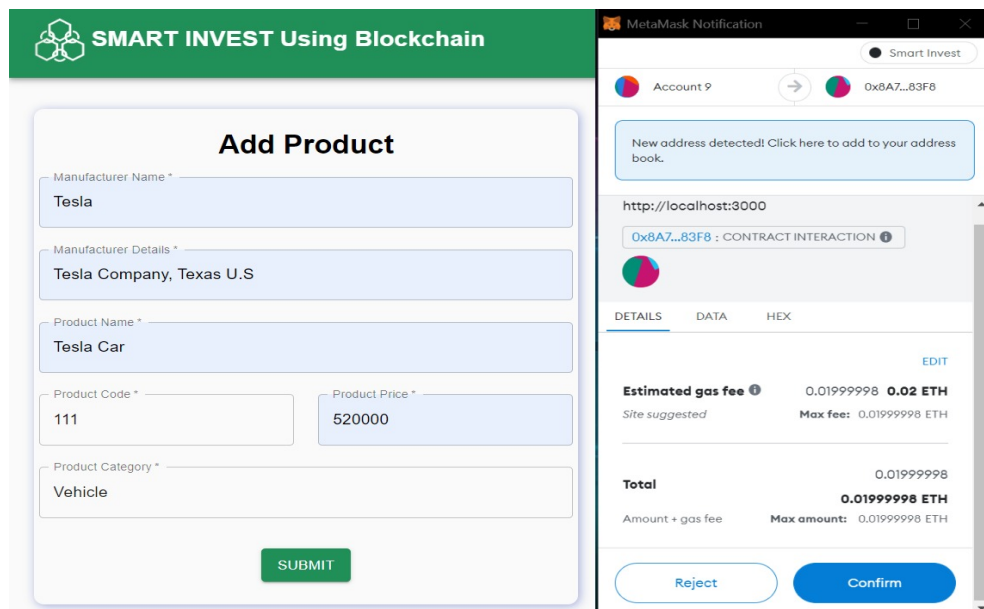 SMART INVEST Using Blockchain
Add Product
Manufacturer Name *
Tesla
Manufacturer Details *
Tesla Company, Texas U.S
Product Name *
Tesla Car
Product Code *
111
Product Price *
520000
Product Category *
Vehicle
SUBMIT
MetaMask Notification
Smart Invest
Account 9
0x8A7...83F8
New address detected! Click here to add to your address
book.
http://localhost:3000
0x8A7...83F8 : CONTRACT INTERACTION
DETAILS DATA HEX
EDIT
Estimated gas fee 0.01999998 0.02 ETH
Site suggested Max fee: 0.01999998 ETH
0.01999998
Total
0.01999998 ETH
Amount + gas fee Max amount: 0.01999998 ETH
Reject Confirm